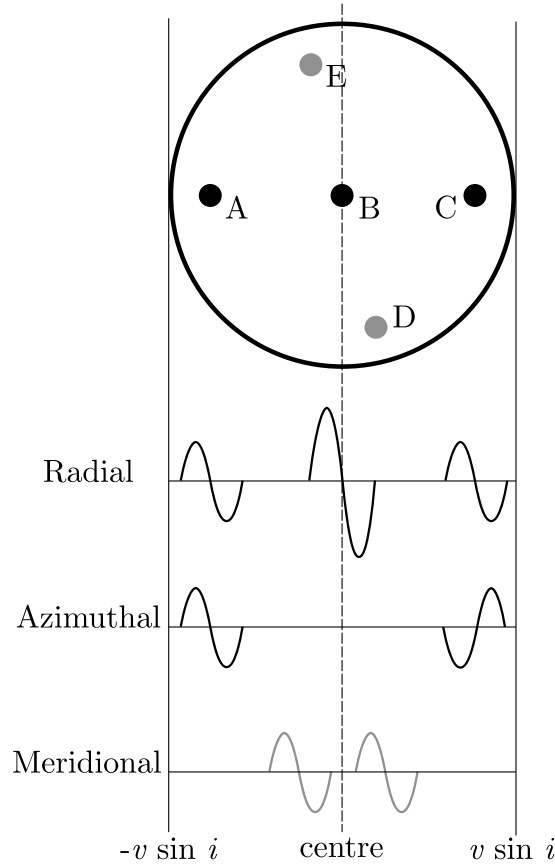 E
A B C
D
Radial
Azimuthal
Meridional
-v sin i centre v sin i